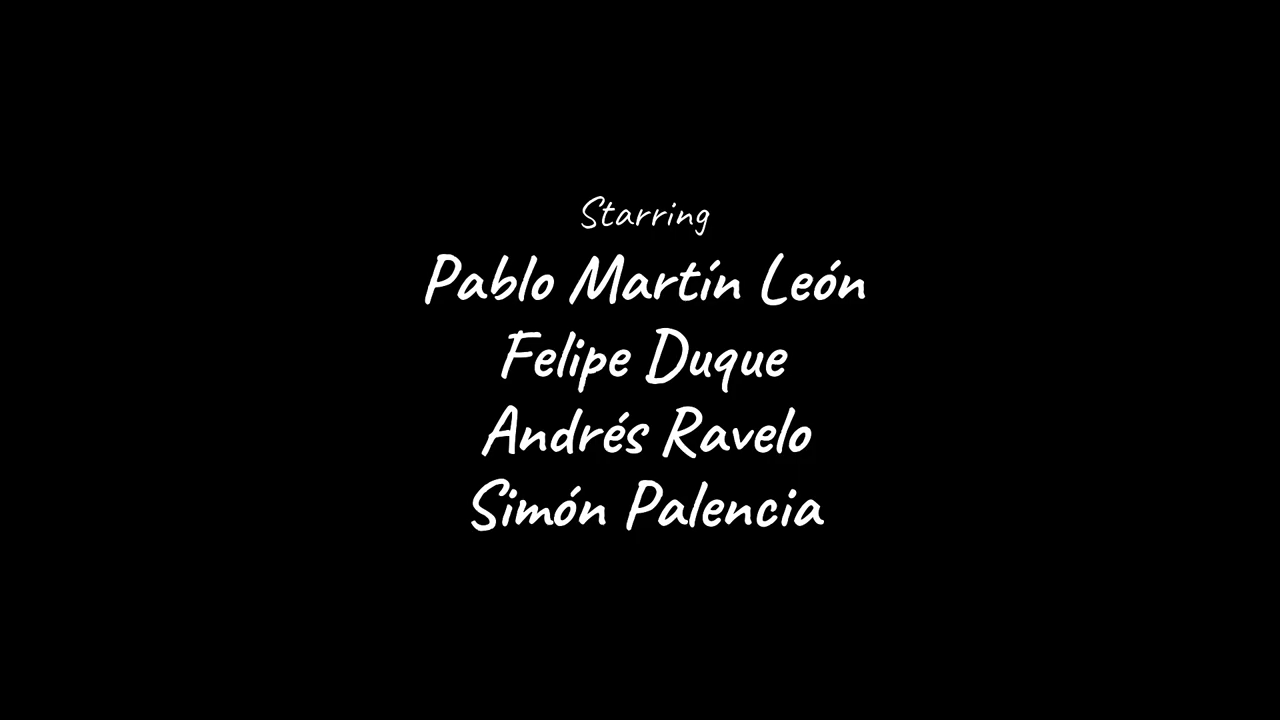 Starring
Pablo Martín León
Felipe Duque
Andrés Ravelo
Simón Palencia